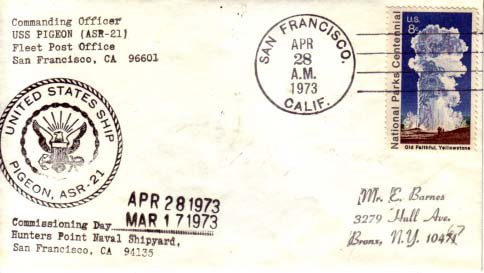 Commanding Officer
USS PIGEON (ASR-21)
Fleet Post Office
San Francisco, CA 96601
SAN FRANCISCO,
APR
28
A.M.
1973
CALIF.
National Parks Centennial
U.S.
8c
Old Faithful, Yellowstone
UNITED STATES SHIP
PIGEON, ASR-21
APR 28 1973
Commissioning Day MAR 17 1973
Hunters Point Naval Shipyard,
San Francisco, CA 94135
Mr. E. Barnes
3279 Hull Ave.
Bronx, N.Y. 10467